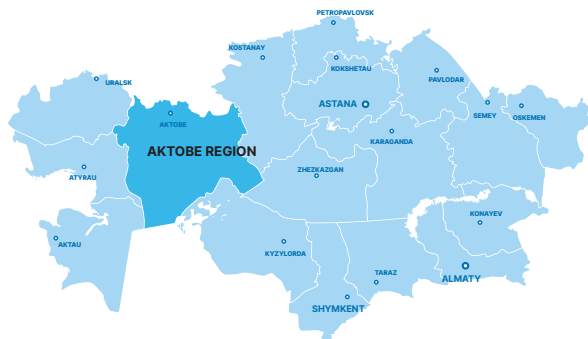 PETROPAVLOVSK
KOSTANAY
KOKSHETAU
PAVLODAR
URALSK
ASTANA
SEMEY
OSKEMEN
AKTOBE
KARAGANDA
AKTOBE REGION
ZHEZKAZGAN
ATYRAU
KONAYEV
AKTAU
KYZYLORDA
TARAZ
ALMATY
SHYMKENT